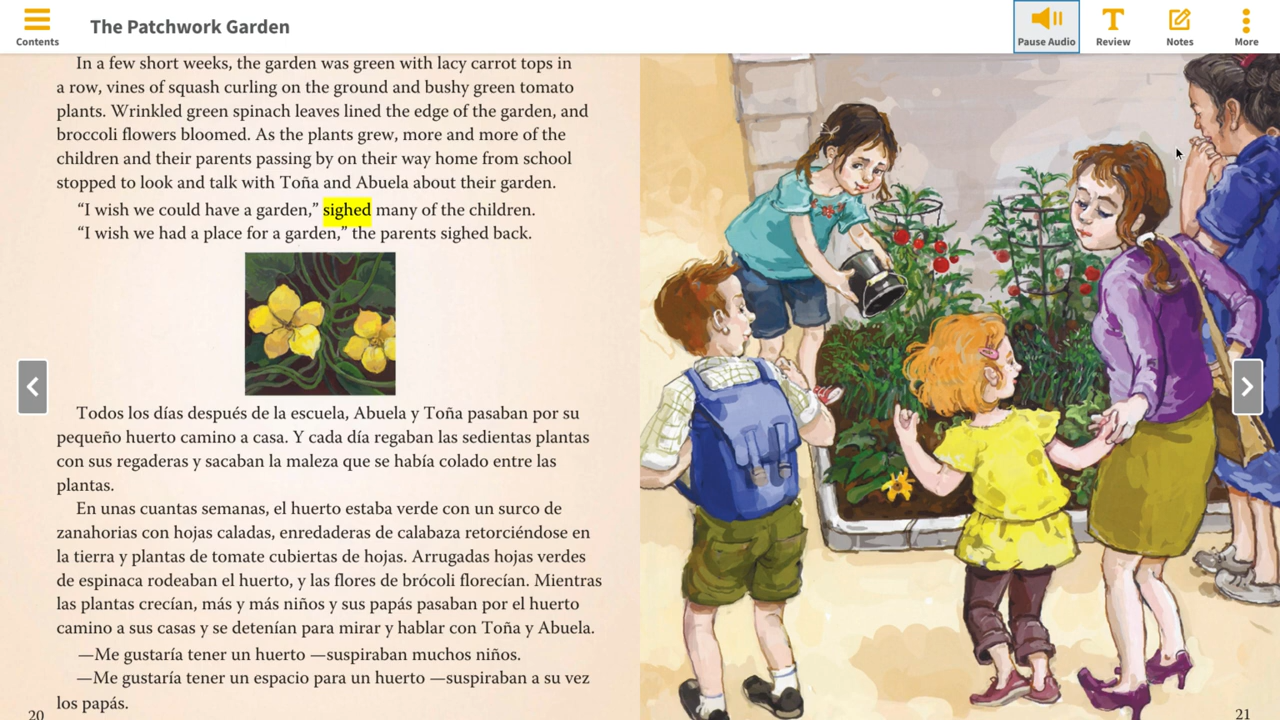 The Patchwork Garden
Contents
Pause Audio
Review
Notes
More
In a few short weeks, the garden was green with lacy carrot tops in
a row, vines of squash curling on the ground and bushy green tomato
plants. Wrinkled green spinach leaves lined the edge of the garden, and
broccoli flowers bloomed. As the plants grew, more and more of the
children and their parents passing by on their way home from school
stopped to look and talk with Toña and Abuela about their garden.
“I wish we could have a garden,” sighed many of the children.
“I wish we had a place for a garden,” the parents sighed back.
Todos los días después de la escuela, Abuela y Toña pasaban por su
pequeño huerto camino a casa. Y cada día regaban las sedientas plantas
con sus regaderas y sacaban la maleza que se había colado entre las
plantas.
En unas cuantas semanas, el huerto estaba verde con un surco de
zanahorias con hojas caladas, enredaderas de calabaza retorciéndose en
la tierra y plantas de tomate cubiertas de hojas. Arrugadas hojas verdes
de espinaca rodeaban el huerto, y las flores de brócoli florecían. Mientras
las plantas crecían, más y más niños y sus papás pasaban por el huerto
camino a sus casas y se detenían para mirar y hablar con Toña y Abuela.
—Me gustaría tener un huerto —suspiraban muchos niños.
—Me gustaría tener un espacio para un huerto —suspiraban a su vez
los papás.
20
21